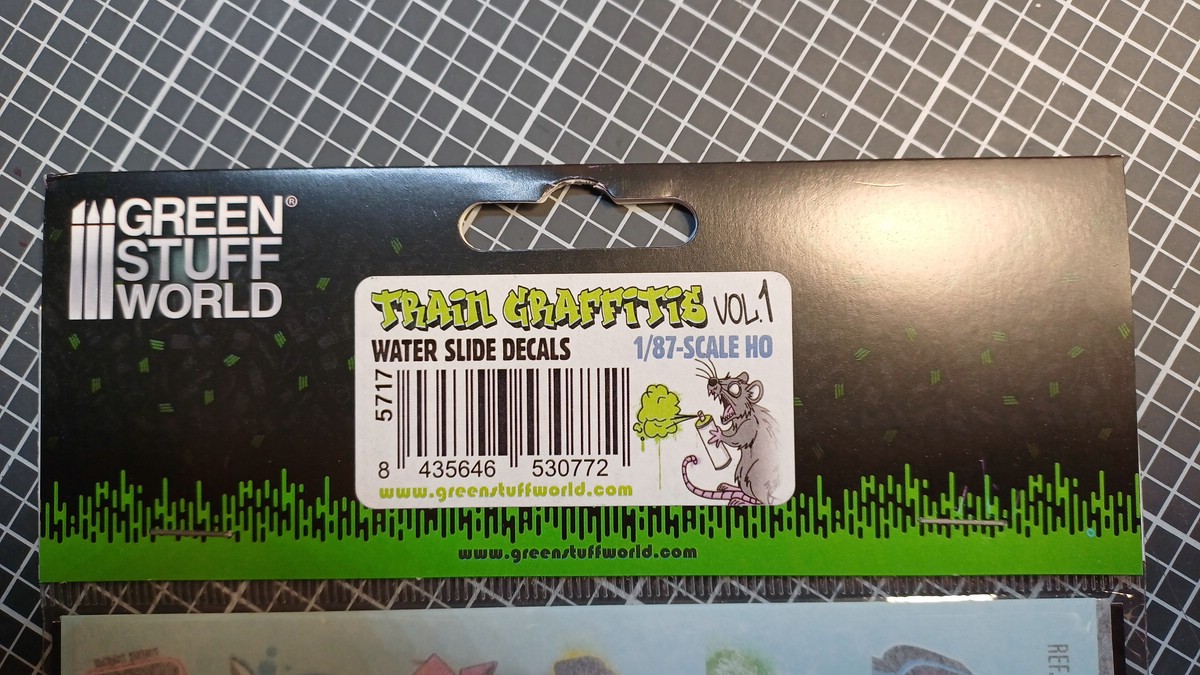 GREEN
STUFF
WORLD®
TRAIN GRAFFITIS VOL.1
WATER SLIDE DECALS 1/87-SCALE HO
5717
8 435646 530772
www.greenstuffworld.com
www.greenstuffworld.com
REF.